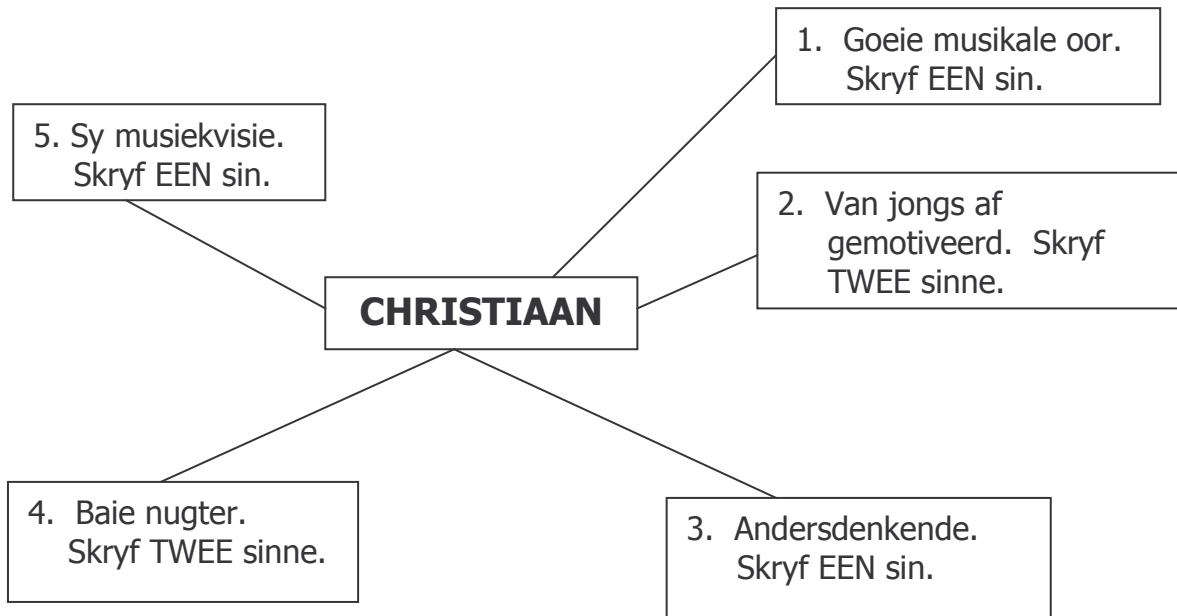 1. Goeie musikale oor.
Skryf EEN sin.
5. Sy musiekvisie.
Skryf EEN sin.
2. Van jongs af
gemotiveerd. Skryf
TWEE sinne.
CHRISTIAAN
4. Baie nugter.
Skryf TWEE sinne.
3. Andersdenkende.
Skryf EEN sin.